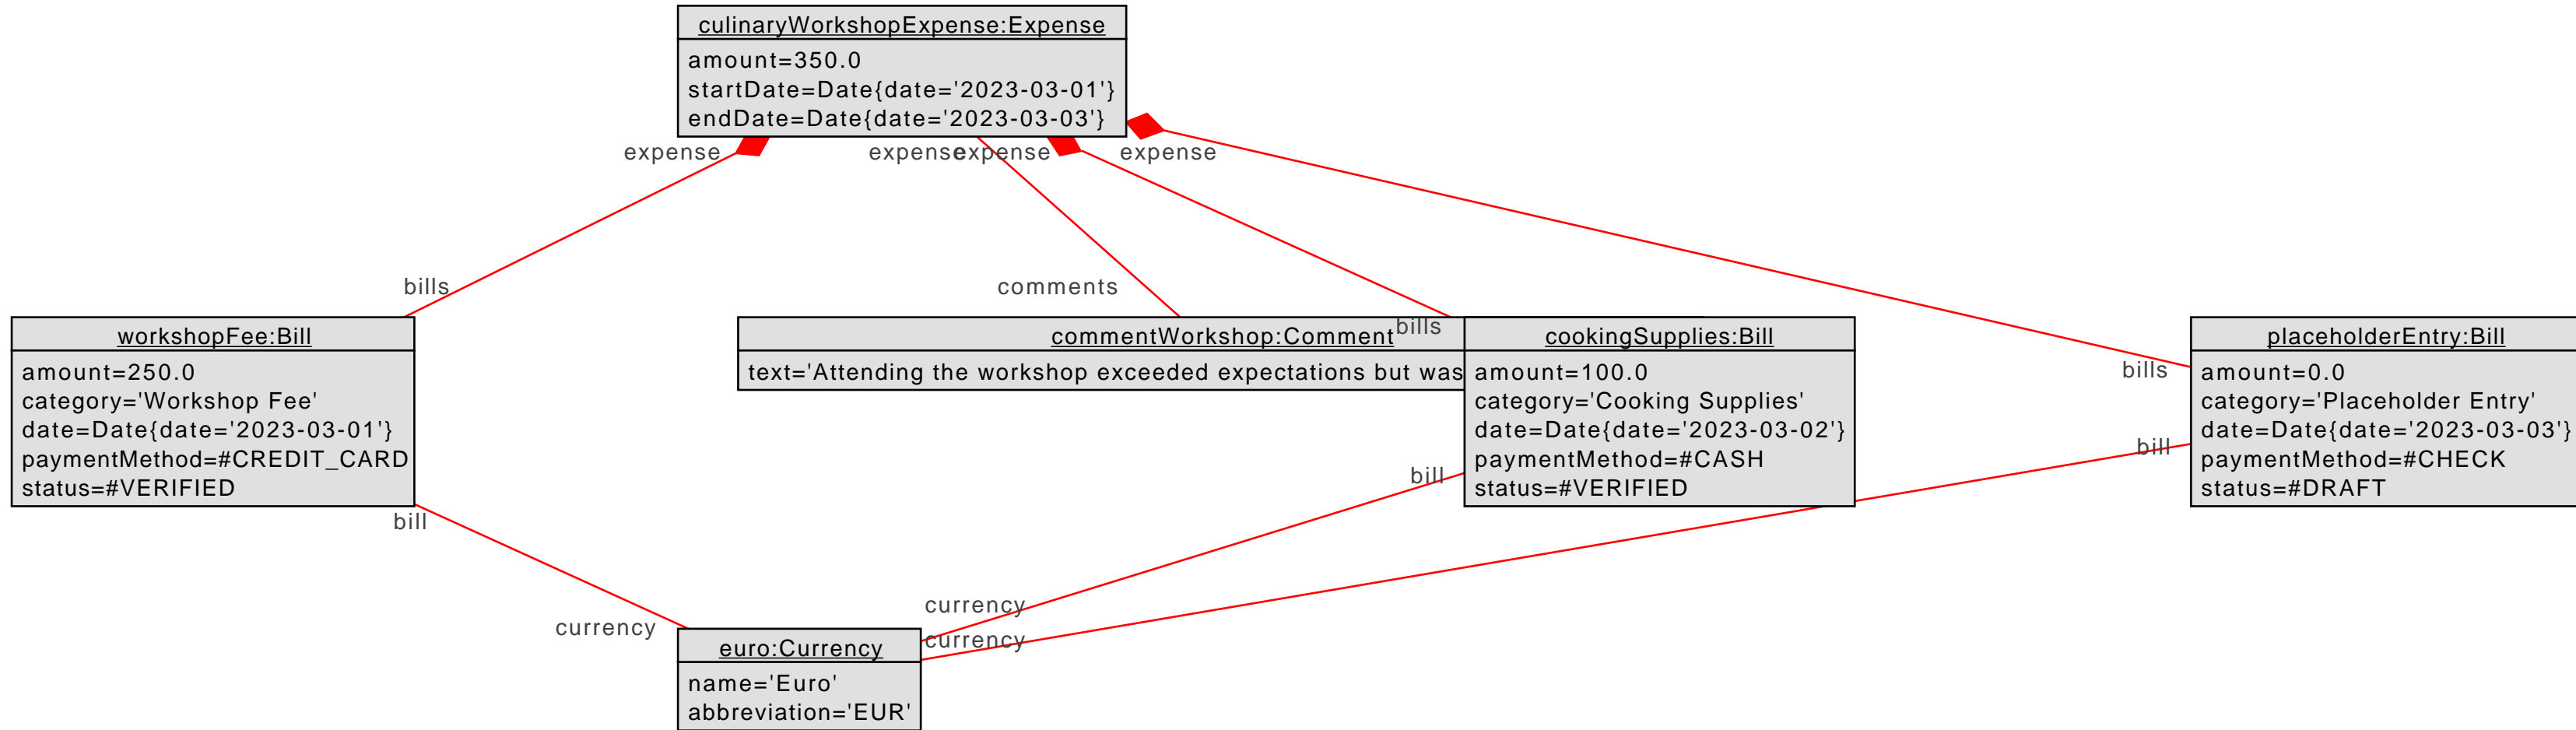 culinaryWorkshopExpense:Expense
amount=350.0
startDate=Date{date='2023-03-01'}
endDate=Date{date='2023-03-03'}
expense
expense
expense
expense
bills
comments
bills
bills
workshopFee:Bill
amount=250.0
category='Workshop Fee'
date=Date{date='2023-03-01'}
paymentMethod=#CREDIT_CARD
status=#VERIFIED
commentWorkshop:Comment
text='Attending the workshop exceeded expectations but was
cookingSupplies:Bill
amount=100.0
category='Cooking Supplies'
date=Date{date='2023-03-02'}
paymentMethod=#CASH
status=#VERIFIED
placeholderEntry:Bill
amount=0.0
category='Placeholder Entry'
date=Date{date='2023-03-03'}
paymentMethod=#CHECK
status=#DRAFT
bill
bill
bill
currency
currency
currency
euro:Currency
name='Euro'
abbreviation='EUR'